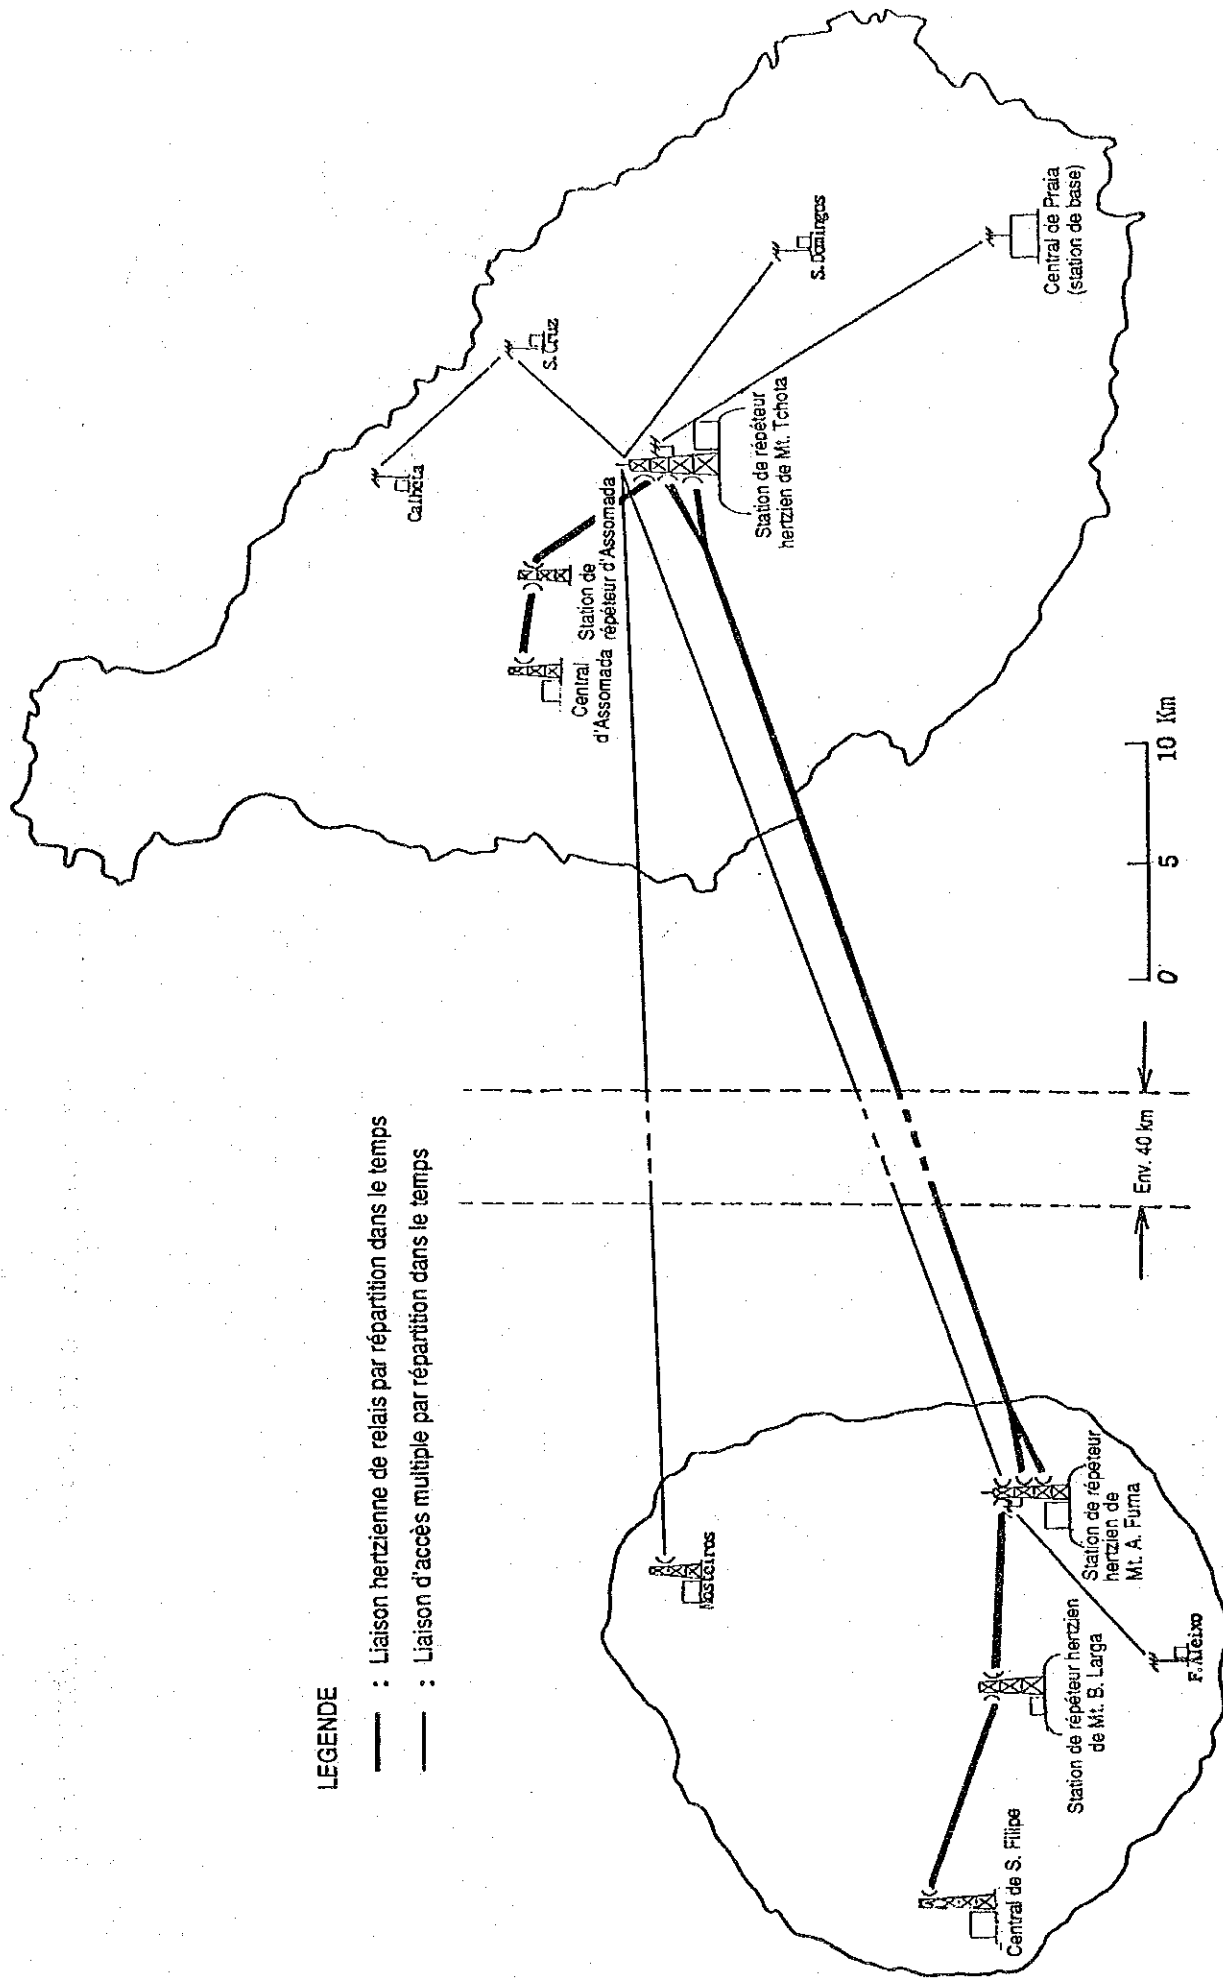 LEGENDE
: Liaison hertzienne de relais par répartition dans le temps
: Liaison d'accès multiple par répartition dans le temps
Calheta
S. Cruz
S. Domingos
Central de Praia
(station de base)
Station de répéteur
hertzien de Mt. Tchota
Station de
répéteur d'Assomada
Central
d'Assomada
Mosteiros
Station de répéteur
hertzien de
Mt. A. Fuma
Station de répéteur hertzien
de Mt. B. Larga
F. Aleixo
Central de S. Filipe
Env. 40 km
0 5 10 Km